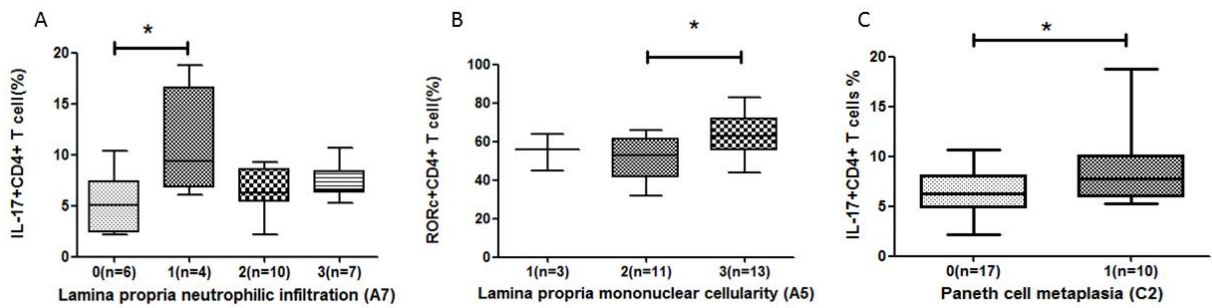 A
*
IL-17+CD4+ T cell(%)
20
15
10
5
0
0(n=6) 1(n=4) 2(n=10) 3(n=7)
Lamina propria neutrophilic infiltration (A7)
B
*
RORc+CD4+ T cell(%)
100
80
60
40
20
0
1(n=3) 2(n=11) 3(n=13)
Lamina propria mononuclear cellularity (A5)
C
*
IL-17+CD4+ T cells %
20
15
10
5
0
0(n=17) 1(n=10)
Paneth cell metaplasia (C2)